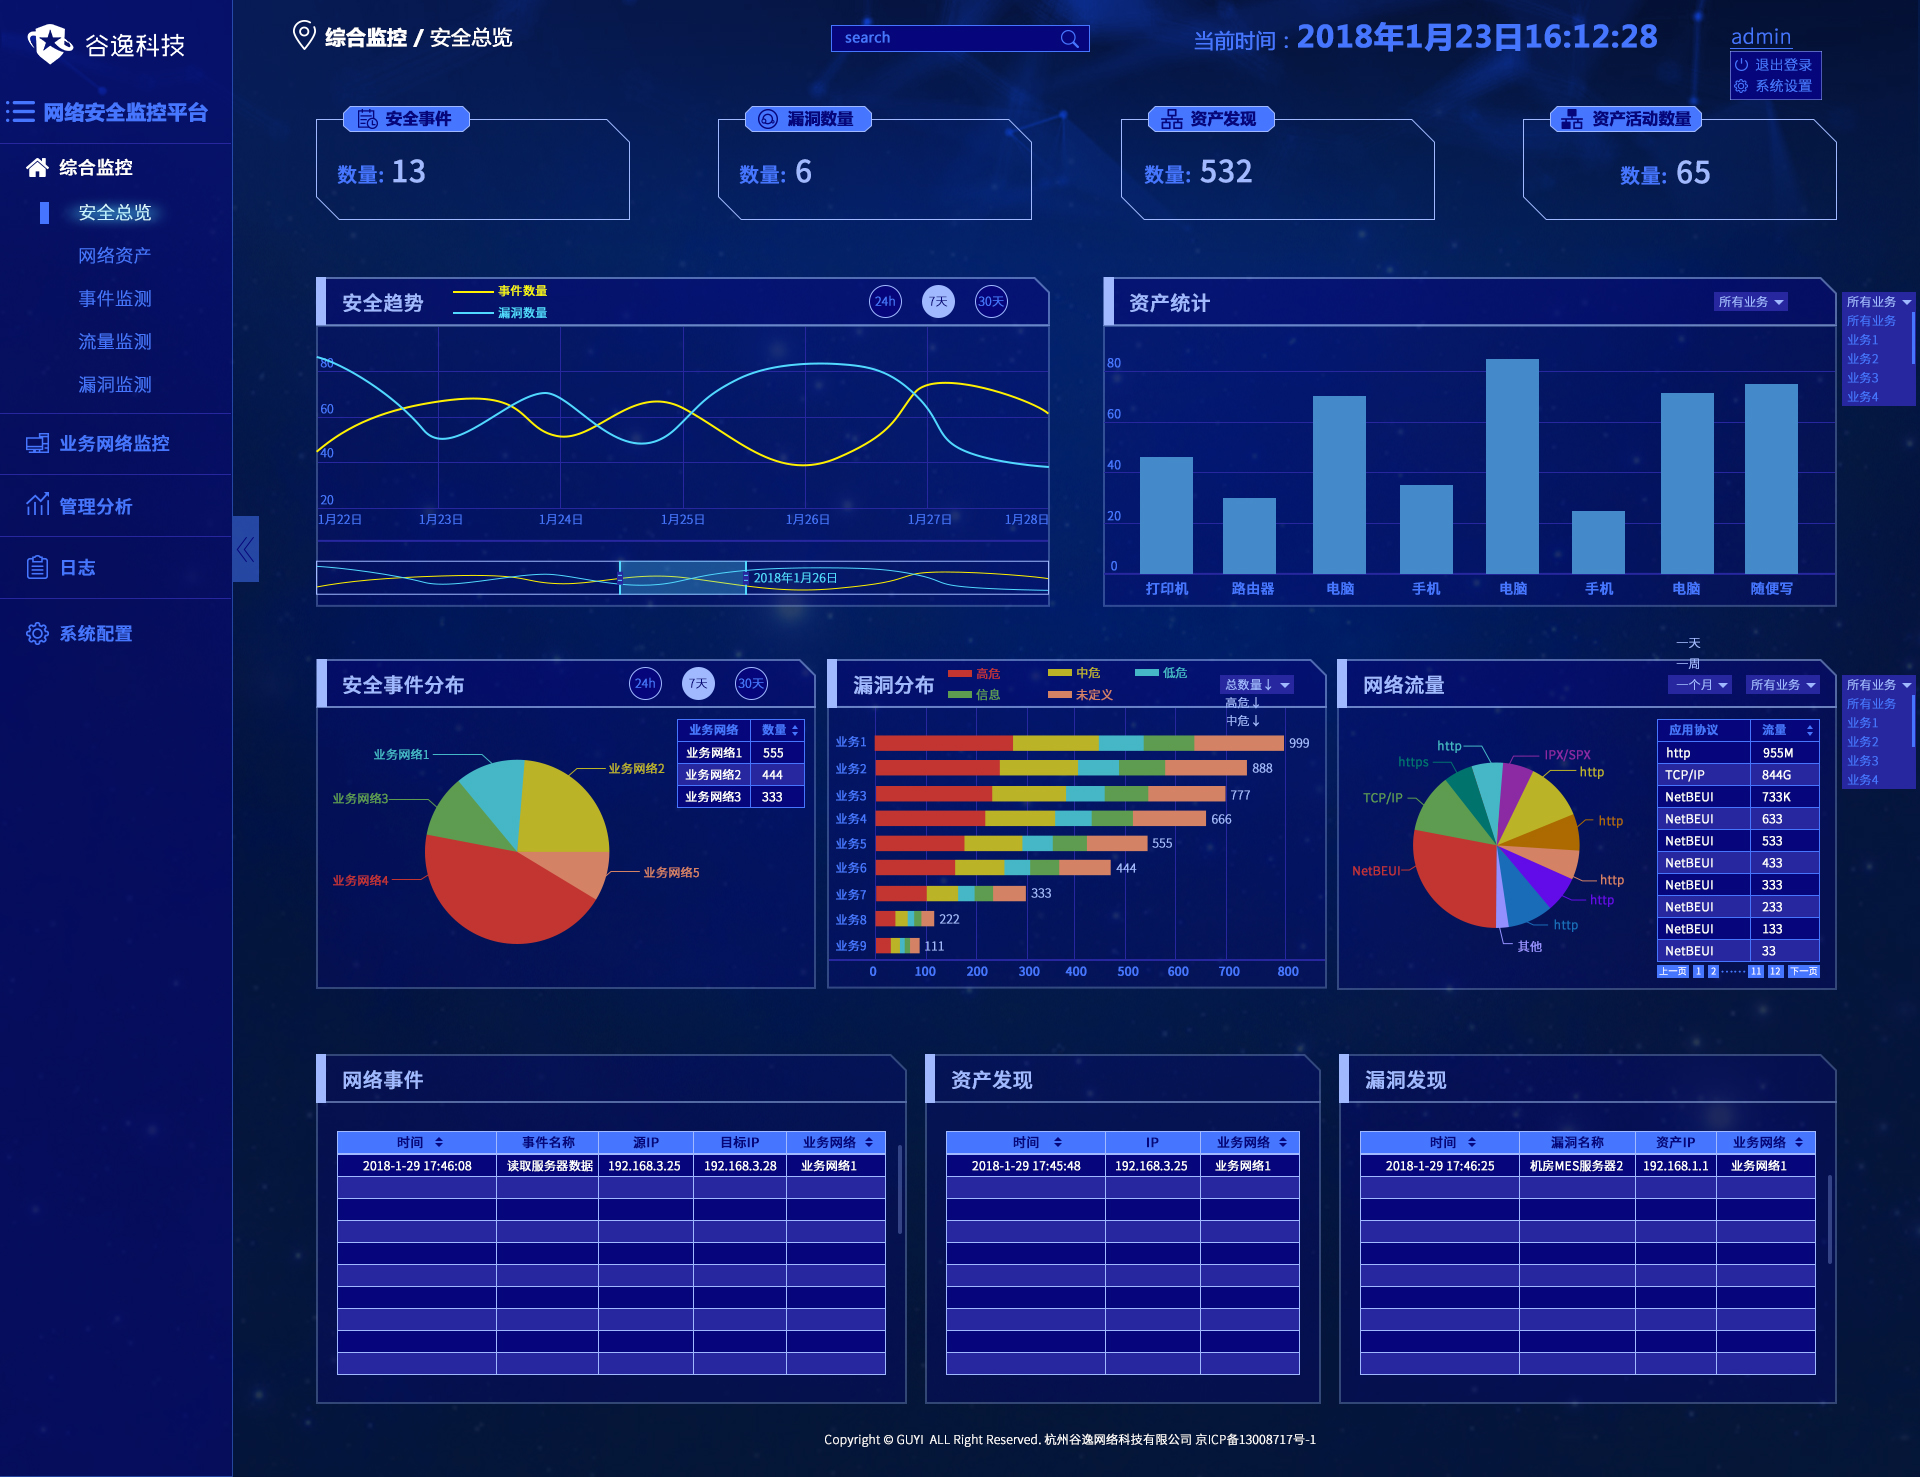 谷逸科技
网络安全监控平台
综合监控
安全总览
网络资产
事件监测
流量监测
漏洞监测
业务网络监控
管理分析
日志
系统配置
综合监控 / 安全总览
search
当前时间：2018年1月23日16:12:28
admin
退出登录
系统设置
安全事件
数量: 13
漏洞数量
数量: 6
资产发现
数量: 532
资产活动数量
数量: 65
安全趋势
事件数量
漏洞数量
24h 7天 30天
80
60
40
20
1月22日 1月23日 1月24日 1月25日 1月26日 1月27日 1月28日
2018年1月26日
资产统计
所有业务
80
60
40
20
0
打印机 路由器 电脑 手机 电脑 手机 电脑 随便写
所有业务
所有业务
业务1
业务2
业务3
业务4
安全事件分布
24h 7天 30天
业务网络1
业务网络2
业务网络3
业务网络4
业务网络5
业务网络 数量
业务网络1 555
业务网络2 444
业务网络3 333
漏洞分布
高危 中危 低危
信息 未定义
总数量↓
高危↓
中危↓
业务1 999
业务2 888
业务3 777
业务4 666
业务5 555
业务6 444
业务7 333
业务8 222
业务9 111
0 100 200 300 400 500 600 700 800
网络流量
一天
一周
一个月 所有业务
http
https
TCP/IP
NetBEUI
IPX/SPX
http
http
http
http
http
其他
应用协议 流量
http 955M
TCP/IP 844G
NetBEUI 733K
NetBEUI 633
NetBEUI 533
NetBEUI 433
NetBEUI 333
NetBEUI 233
NetBEUI 133
NetBEUI 33
上一页 1 2 ······ 11 12 下一页
所有业务
所有业务
业务1
业务2
业务3
业务4
网络事件
时间 事件名称 源IP 目标IP 业务网络
2018-1-29 17:46:08 读取服务器数据 192.168.3.25 192.168.3.28 业务网络1
资产发现
时间 IP 业务网络
2018-1-29 17:45:48 192.168.3.25 业务网络1
漏洞发现
时间 漏洞名称 资产IP 业务网络
2018-1-29 17:46:25 机房MES服务器2 192.168.1.1 业务网络1
Copyright © GUYI ALL Right Reserved. 杭州谷逸网络科技有限公司 京ICP备13008717号-1